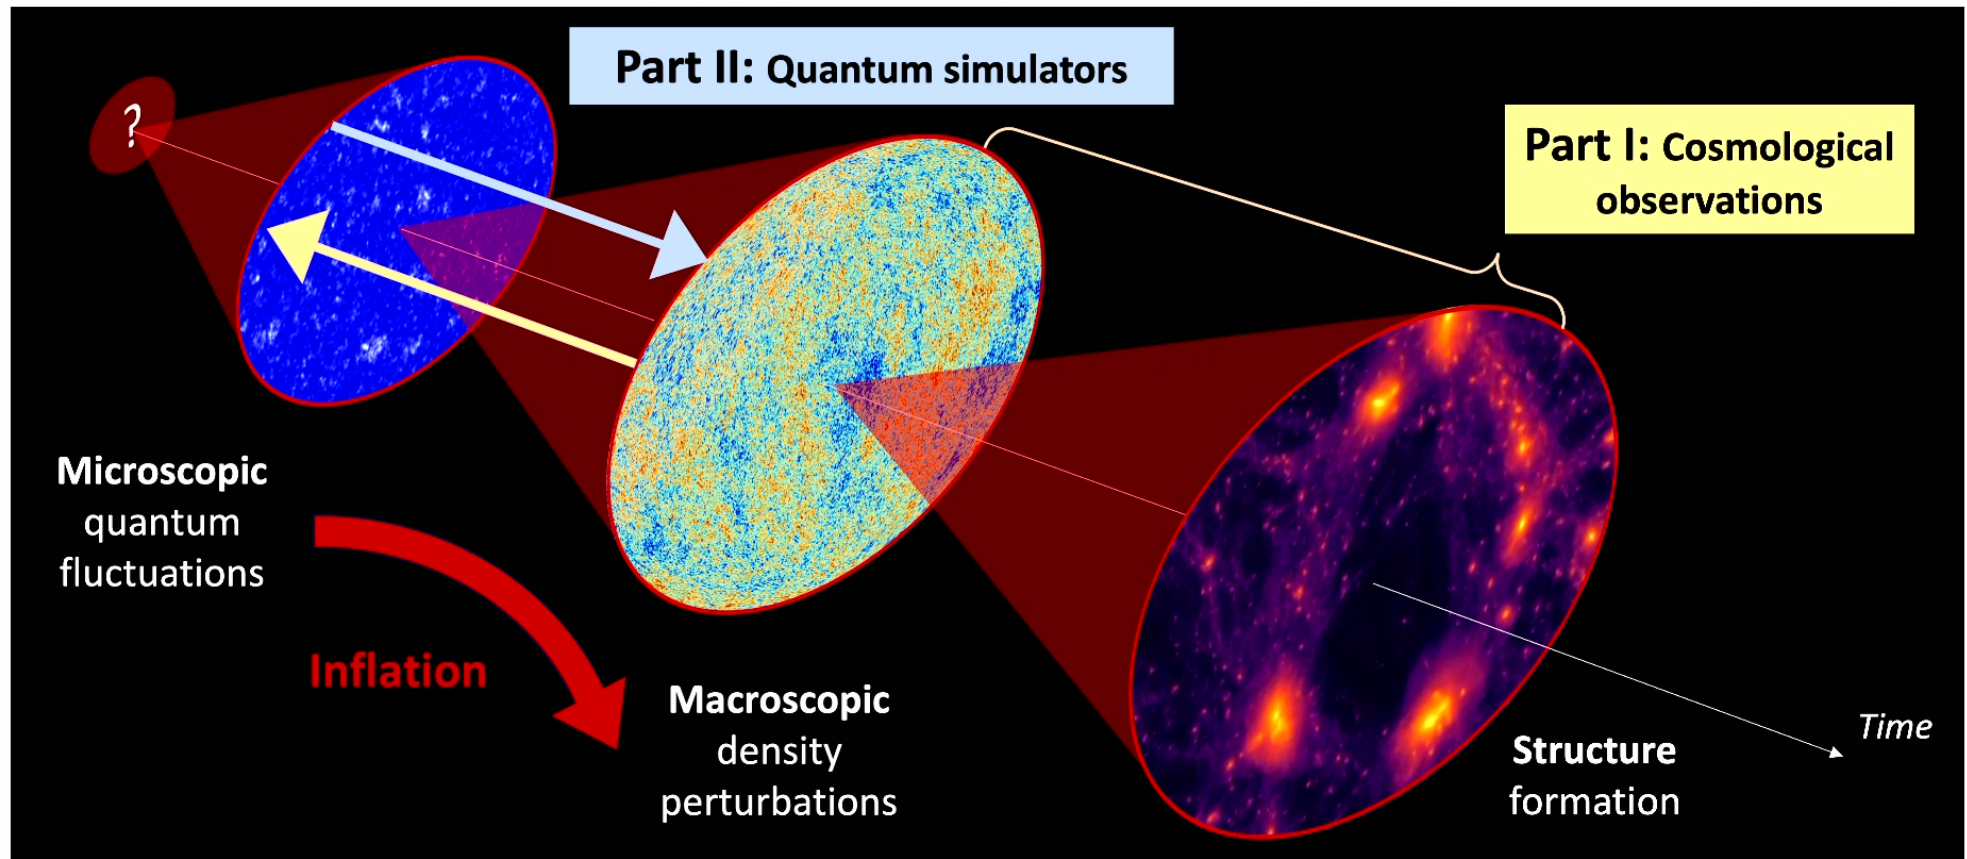 ?
Part II: Quantum simulators
Part I: Cosmological
observations
Microscopic
quantum
fluctuations
Inflation
Macroscopic
density
perturbations
Structure
formation
Time